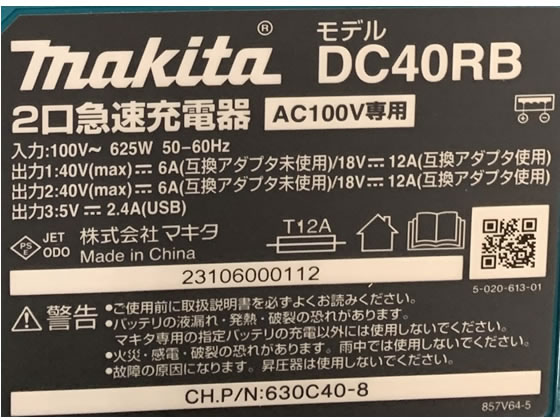 makita®
モデル
DC40RB
2口急速充電器 AC100V専用
入力:100V～ 625W 50-60Hz
出力1:40V(max)⎓6A(互換アダプタ未使用)/18V⎓12A(互換アダプタ使用)
出力2:40V(max)⎓6A(互換アダプタ未使用)/18V⎓12A(互換アダプタ使用)
出力3:5V⎓2.4A(USB)
PSE JET ODO 株式会社 マキタ
Made in China
T12A
23106000112
5-020-613-01
⚠警告
•ご使用前に取扱説明書を必ずよくお読みください。
•バッテリの液漏れ・発熱・破裂の恐れがあります。
マキタ専用の指定バッテリの充電以外には使用しないでください。
•火災・感電・破裂の恐れがあります。雨中では使用しないでください。
•故障の原因になります。昇圧器は使用しないでください。
CH.P/N:630C40-8
857V64-5